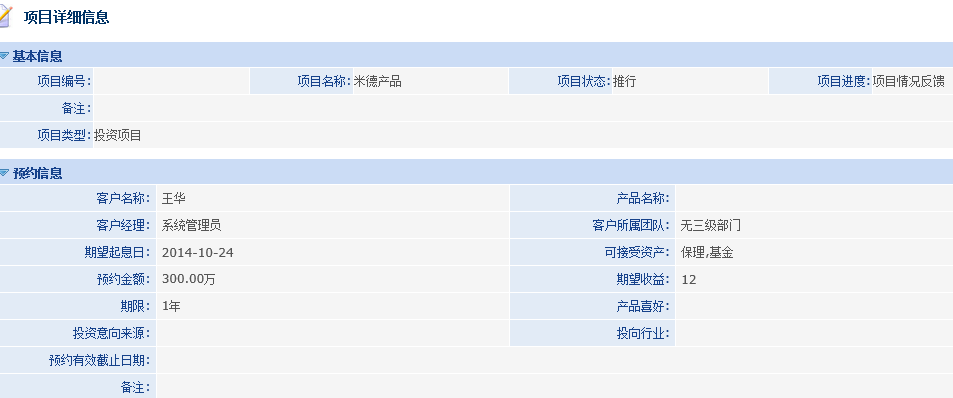 项目详细信息
基本信息
项目编号: 项目名称: 米德产品 项目状态: 推行 项目进度: 项目情况反馈
备注:
项目类型: 投资项目
预约信息
客户名称: 王华 产品名称:
客户经理: 系统管理员 客户所属团队: 无三级部门
期望起息日: 2014-10-24 可接受资产: 保理,基金
预约金额: 300.00万 期望收益: 12
期限: 1年 产品喜好:
投资意向来源: 投向行业:
预约有效截止日期:
备注: